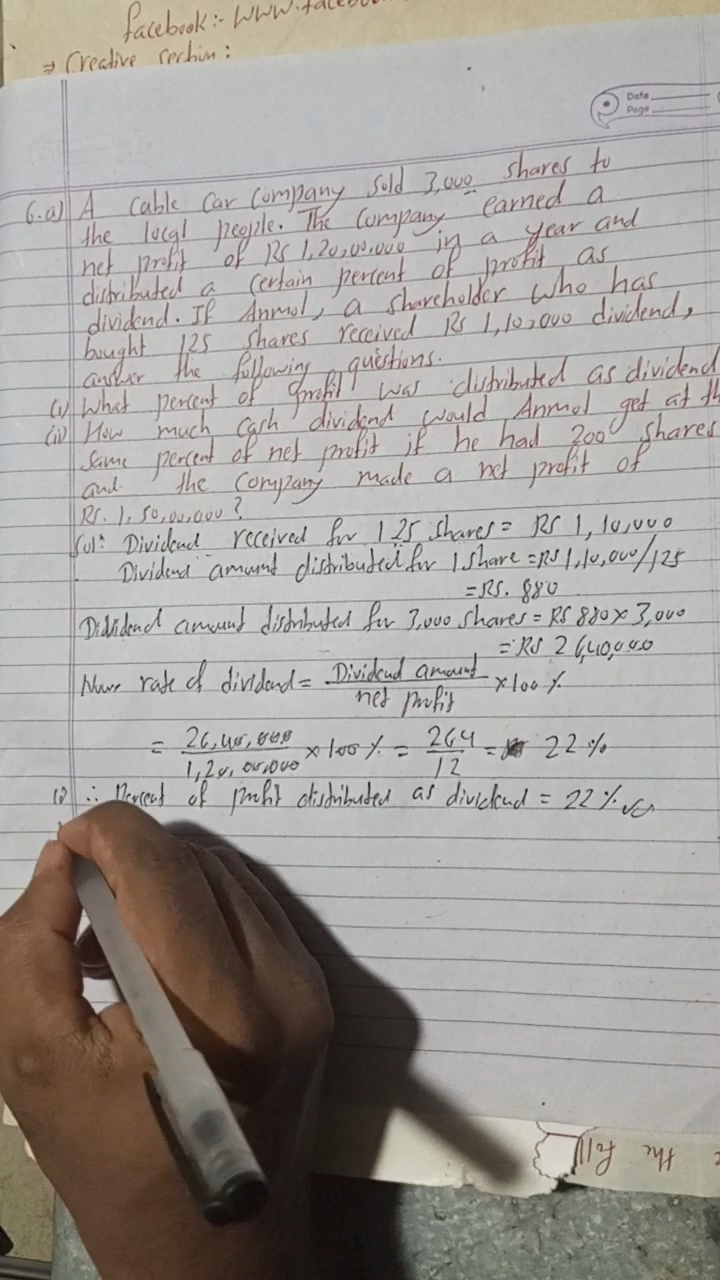 facebook:- WWW.facebo
⇒ Creative section:
Date
Page
6.a) A Cable Car Company Sold 3,000 shares to
the local people. The Company earned a
net profit of Rs 1,20,00,000 in a year and
distributed a certain percent of profit as
dividend. If Anmol, a shareholder who has
bought 125 shares received Rs 1,10,000 dividend,
answer the following questions.
(i) What percent of profit was distributed as dividend
(ii) How much cash dividend would Anmol get at th
same percent of net profit if he had 200 shares
and the company made a net profit of
Rs. 1,50,00,000?
Sol: Dividend received for 125 shares = Rs 1,10,000
Dividend amount distributed for 1 share = Rs 1,10,000/125
= Rs. 880
Dividend amount distributed for 3,000 shares = Rs 880 × 3,000
= Rs 26,40,000
Now rate of dividend = Dividend amount / net profit × 100 %
= 26,40,000 / 1,20,00,000 × 100 % = 264 / 12 = 22 %
(i) ∴ Percent of profit distributed as dividend = 22 %
the foll